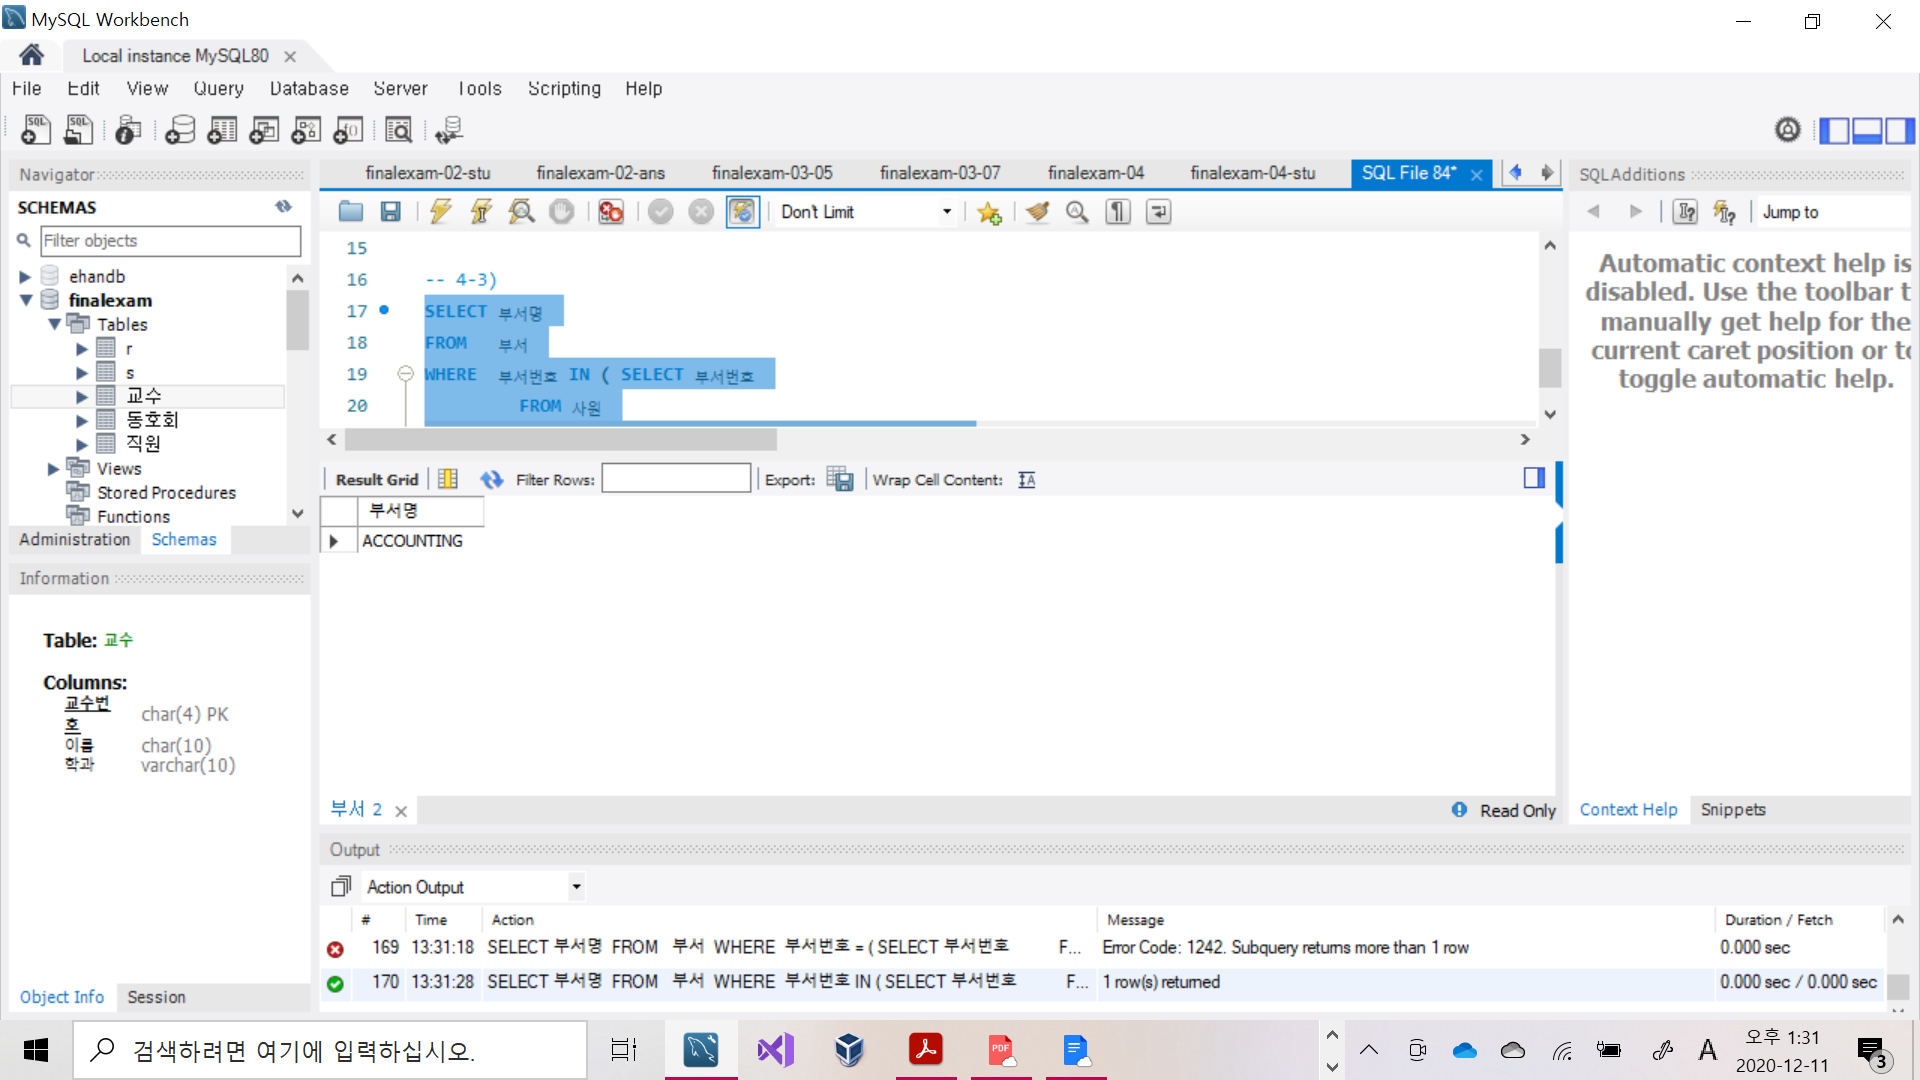 MySQL Workbench
Local instance MySQL80
File Edit View Query Database Server Tools Scripting Help
Navigator
SCHEMAS
Filter objects
ehandb
finalexam
Tables
r
s
교수
동호회
직원
Views
Stored Procedures
Functions
Administration Schemas
Information
Table: 교수
Columns:
교수번호 char(4) PK
이름 char(10)
학과 varchar(10)
Object Info Session
finalexam-02-stu finalexam-02-ans finalexam-03-05 finalexam-03-07 finalexam-04 finalexam-04-stu SQL File 84*
Don't Limit
15
16 -- 4-3)
17 SELECT 부서명
18 FROM 부서
19 WHERE 부서번호 IN ( SELECT 부서번호
20 FROM 사원
Result Grid Filter Rows: Export: Wrap Cell Content:
부서명
ACCOUNTING
부서 2
Read Only
SQLAdditions
Jump to
Automatic context help is
disabled. Use the toolbar t
manually get help for the
current caret position or to
toggle automatic help.
Context Help Snippets
Output
Action Output
# Time Action Message Duration / Fetch
169 13:31:18 SELECT 부서명 FROM 부서 WHERE 부서번호 = ( SELECT 부서번호 F... Error Code: 1242. Subquery returns more than 1 row 0.000 sec
170 13:31:28 SELECT 부서명 FROM 부서 WHERE 부서번호 IN ( SELECT 부서번호 F... 1 row(s) returned 0.000 sec / 0.000 sec
검색하려면 여기에 입력하십시오.
PDF
A
오후 1:31
2020-12-11
3